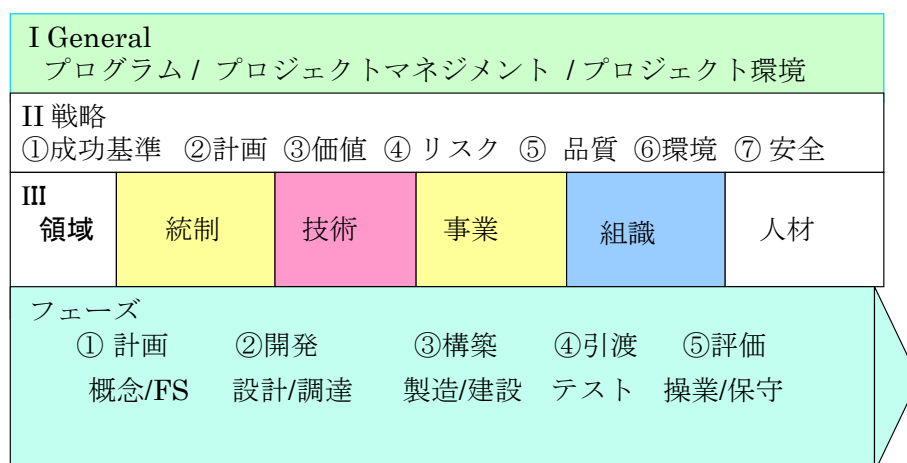 I General
プログラム / プロジェクトマネジメント / プロジェクト環境
II 戦略
①成功基準 ②計画 ③価値 ④ リスク ⑤ 品質 ⑥環境 ⑦ 安全
III
領域 統制 技術 事業 組識 人材
フェーズ
① 計画 ②開発 ③構築 ④引渡 ⑤評価
概念/FS 設計/調達 製造/建設 テスト 操業/保守